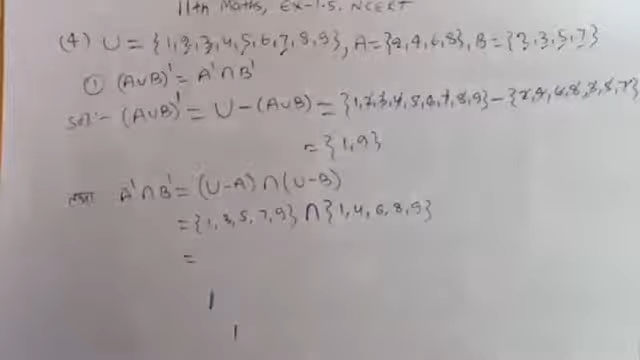 11th Maths, EX-1.5. NCERT
(4) U = {1,2,3,4,5,6,7,8,9}, A={2,4,6,8}, B={2,3,5,7}
① (A∪B)' = A'∩B'
Sol:- (A∪B)' = U-(A∪B) = {1,2,3,4,5,6,7,8,9} - {2,4,6,8,3,5,7}
= {1,9}
तथा A'∩B' = (U-A)∩(U-B)
= {1,3,5,7,9} ∩ {1,4,6,8,9}
=